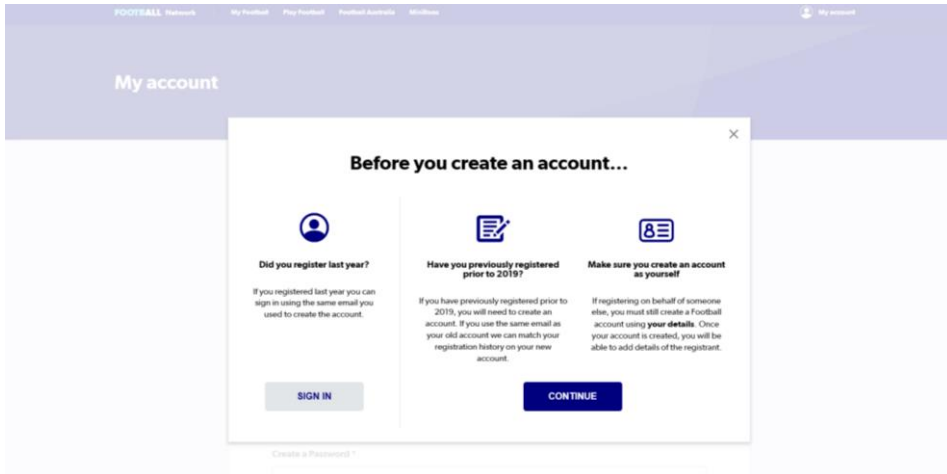 FOOTBALL Network My Football Play Football Football Australia MiniRoos My account
My account
Before you create an account...
Did you register last year?
If you registered last year you can
sign in using the same email you
used to create the account.
SIGN IN
Have you previously registered
prior to 2019?
If you have previously registered prior to
2019, you will need to create an
account. If you use the same email as
your old account we can match your
registration history on your new
account.
Make sure you create an account
as yourself
If registering on behalf of someone
else, you must still create a Football
account using your details. Once
your account is created, you will be
able to add details of the registrant.
CONTINUE
Create a Password *